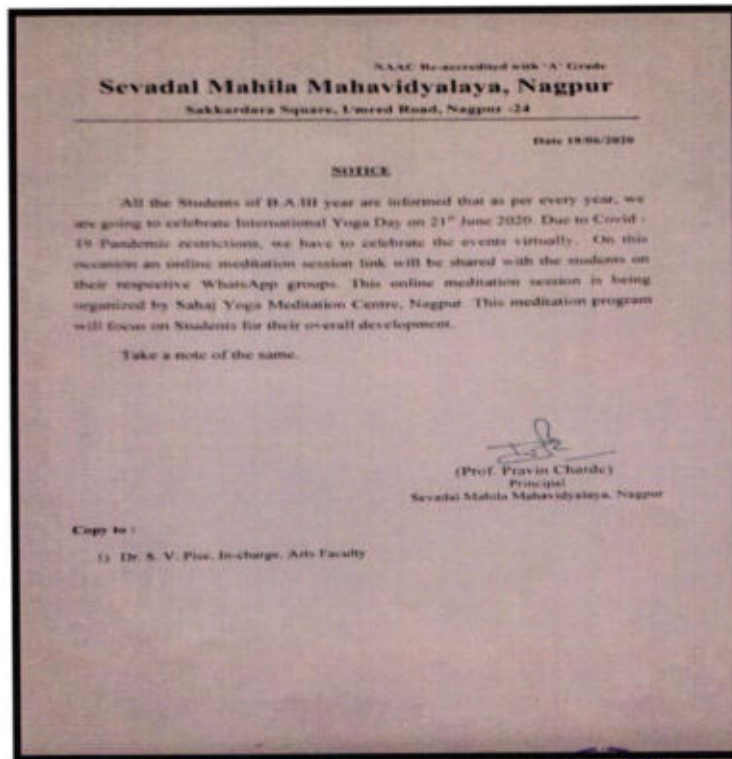 NAAC Re-accredited with 'A' Grade
Sevadal Mahila Mahavidyalaya, Nagpur
Sakkardara Square, Umred Road, Nagpur -24
Date 18/06/2020
NOTICE
All the Students of B.A.III year are informed that as per every year, we
are going to celebrate International Yoga Day on 21st June 2020. Due to Covid -
19 Pandemic restrictions, we have to celebrate the events virtually. On this
occasion an online meditation session link will be shared with the students on
their respective WhatsApp groups. This online meditation session is being
organized by Sahaj Yoga Meditation Centre, Nagpur. This meditation program
will focus on Students for their overall development.
Take a note of the same.
(Prof. Pravin Charde)
Principal
Sevadal Mahila Mahavidyalaya, Nagpur
Copy to :
1) Dr. S. V. Pise, In-charge, Arts Faculty